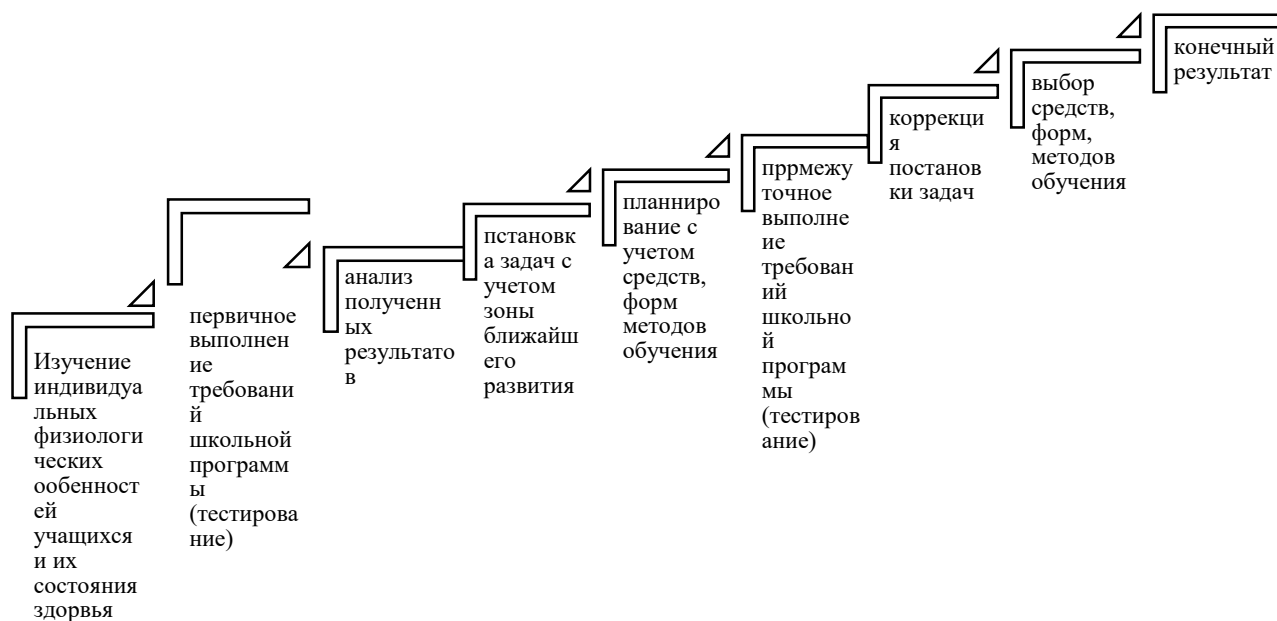 Изучение
индивидуа
льных
физиологи
ческих
ообенност
ей
учащихся
и их
состояния
здорвья
первичное
выполнен
ие
требовани
й
школьной
программ
ы
(тестирова
ние)
анализ
полученн
ых
результато
в
пстановк
а задач с
учетом
зоны
ближайш
его
развития
планниро
вание с
учетом
средств,
форм
методов
обучения
пррмежу
точное
выполне
ие
требован
ий
школьно
й
програм
мы
(тестиров
ание)
коррекци
я
постанов
ки задач
выбор
средств,
форм,
методов
обучения
конечный
результат